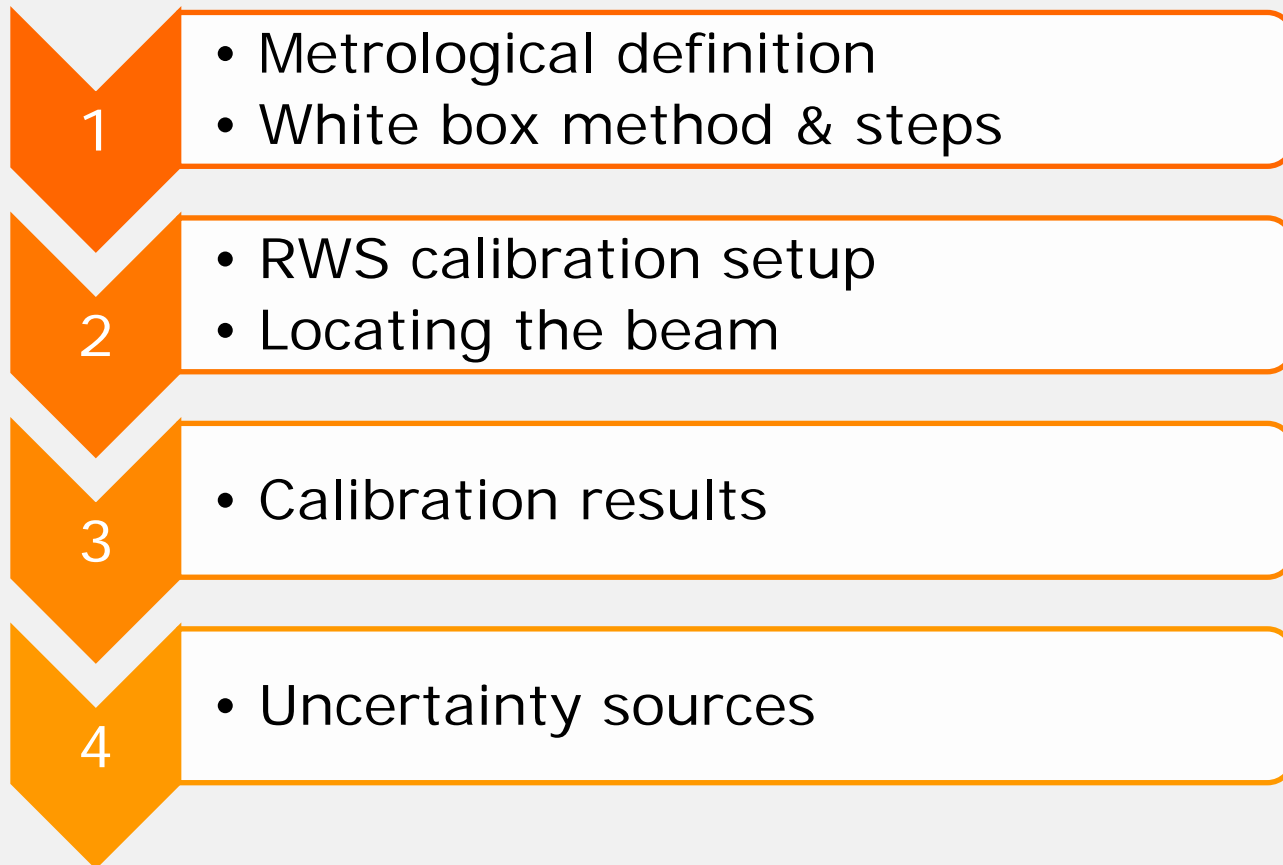 1
• Metrological definition
• White box method & steps
2
• RWS calibration setup
• Locating the beam
3
• Calibration results
4
• Uncertainty sources